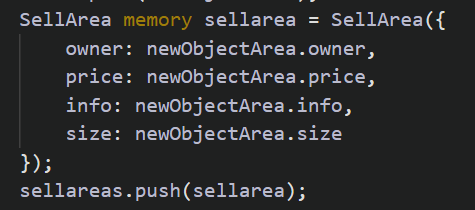 SellArea memory sellarea = SellArea({
    owner: newObjectArea.owner,
    price: newObjectArea.price,
    info: newObjectArea.info,
    size: newObjectArea.size
});
sellareas.push(sellarea);